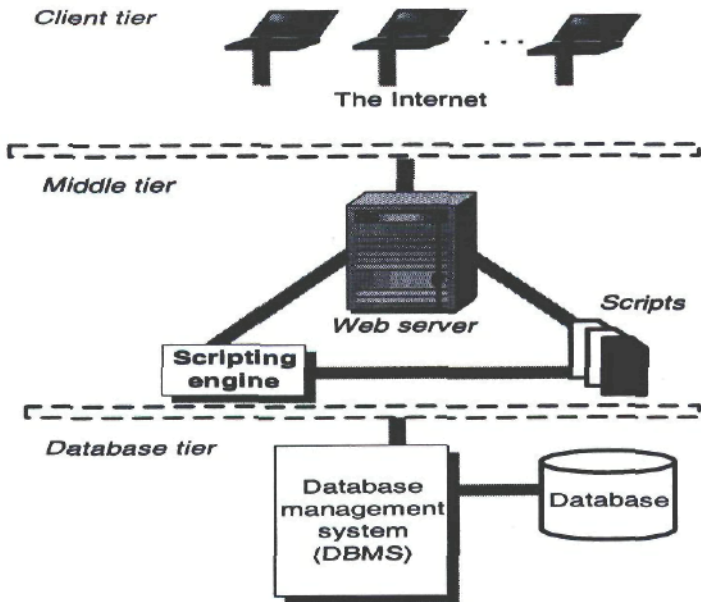 Client tier
. . .
The Internet
Middle tier
Web server
Scripts
Scripting
engine
Database tier
Database
management
system
(DBMS)
Database